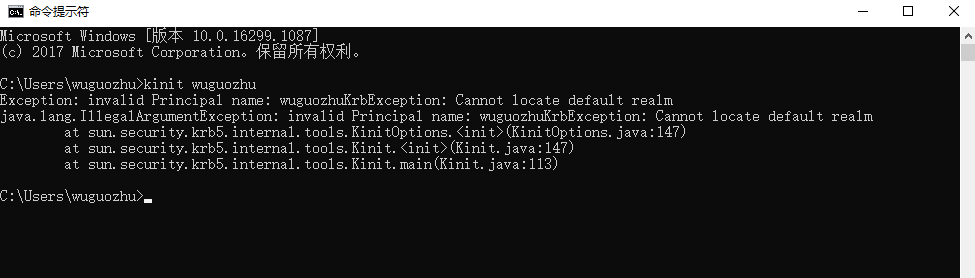 命令提示符
Microsoft Windows [版本 10.0.16299.1087]
(c) 2017 Microsoft Corporation。保留所有权利。
C:\Users\wuguozhu>kinit wuguozhu
Exception: invalid Principal name: wuguozhuKrbException: Cannot locate default realm
java.lang.IllegalArgumentException: invalid Principal name: wuguozhuKrbException: Cannot locate default realm
at sun.security.krb5.internal.tools.KinitOptions.<init>(KinitOptions.java:147)
at sun.security.krb5.internal.tools.Kinit.<init>(Kinit.java:147)
at sun.security.krb5.internal.tools.Kinit.main(Kinit.java:113)
C:\Users\wuguozhu>